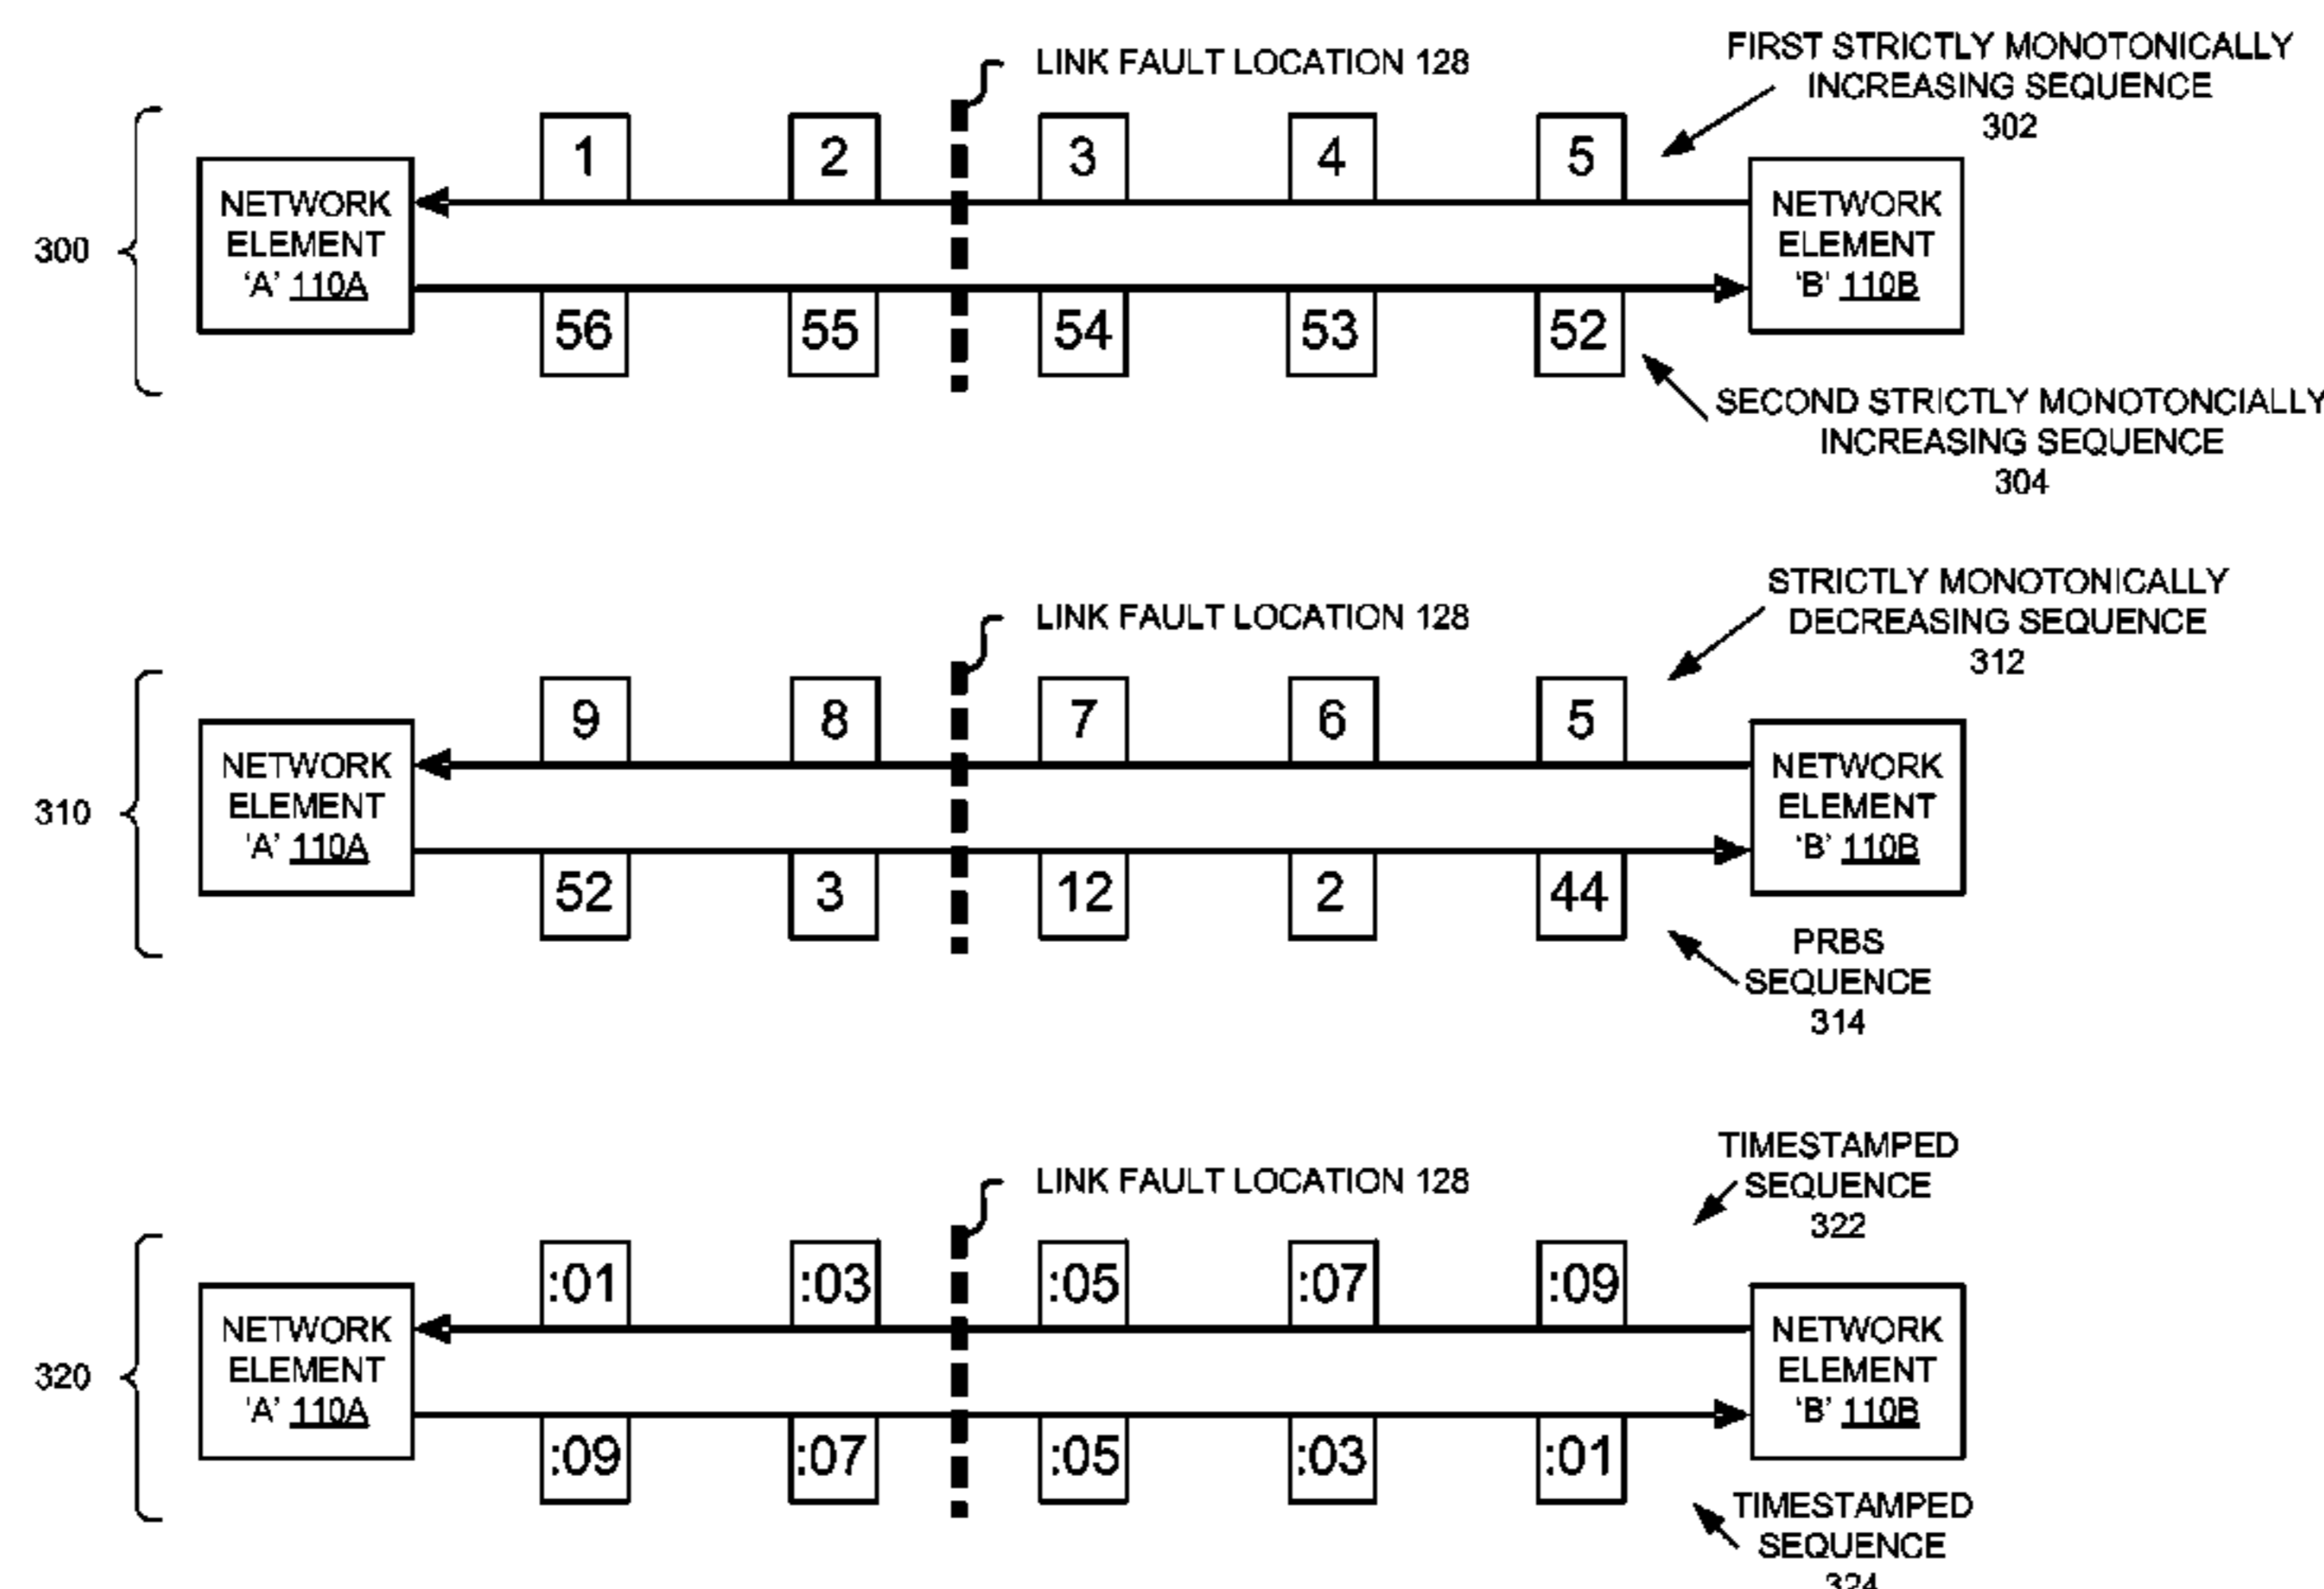 LINK FAULT LOCATION 128
FIRST STRICTLY MONOTONICALLY
INCREASING SEQUENCE
302
300
NETWORK
ELEMENT
'A' 110A
1
2
3
4
5
NETWORK
ELEMENT
'B' 110B
56
55
54
53
52
SECOND STRICTLY MONOTONCIALLY
INCREASING SEQUENCE
304
LINK FAULT LOCATION 128
STRICTLY MONOTONICALLY
DECREASING SEQUENCE
312
310
NETWORK
ELEMENT
'A' 110A
9
8
7
6
5
NETWORK
ELEMENT
'B' 110B
52
3
12
2
44
PRBS
SEQUENCE
314
LINK FAULT LOCATION 128
TIMESTAMPED
SEQUENCE
322
320
NETWORK
ELEMENT
'A' 110A
:01
:03
:05
:07
:09
NETWORK
ELEMENT
'B' 110B
:09
:07
:05
:03
:01
TIMESTAMPED
SEQUENCE
324